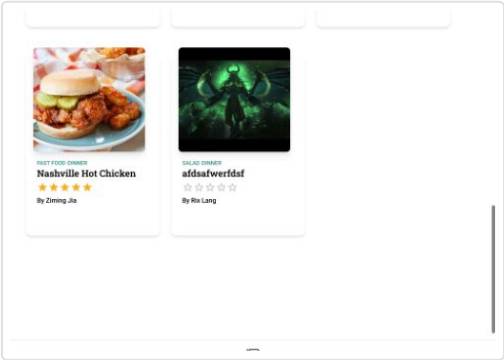 FAST FOOD DINNER
Nashville Hot Chicken
By Ziming Jia
SALAD DINNER
afdsafwerfdsf
By Rix Lang